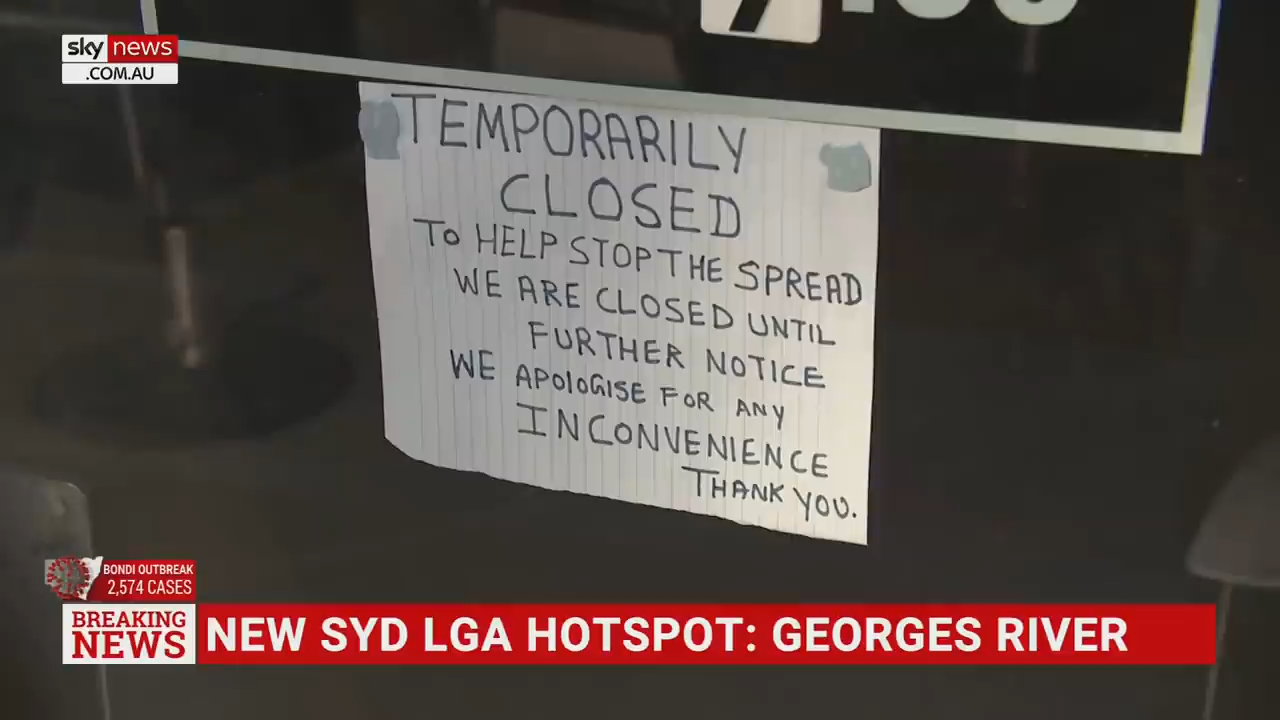 sky news
.COM.AU
TEMPORARILY
CLOSED
TO HELP STOP THE SPREAD
WE ARE CLOSED UNTIL
FURTHER NOTICE
WE APOLOGISE FOR ANY
INCONVENIENCE
THANK YOU.
BONDI OUTBREAK
2,574 CASES
BREAKING
NEWS
NEW SYD LGA HOTSPOT: GEORGES RIVER